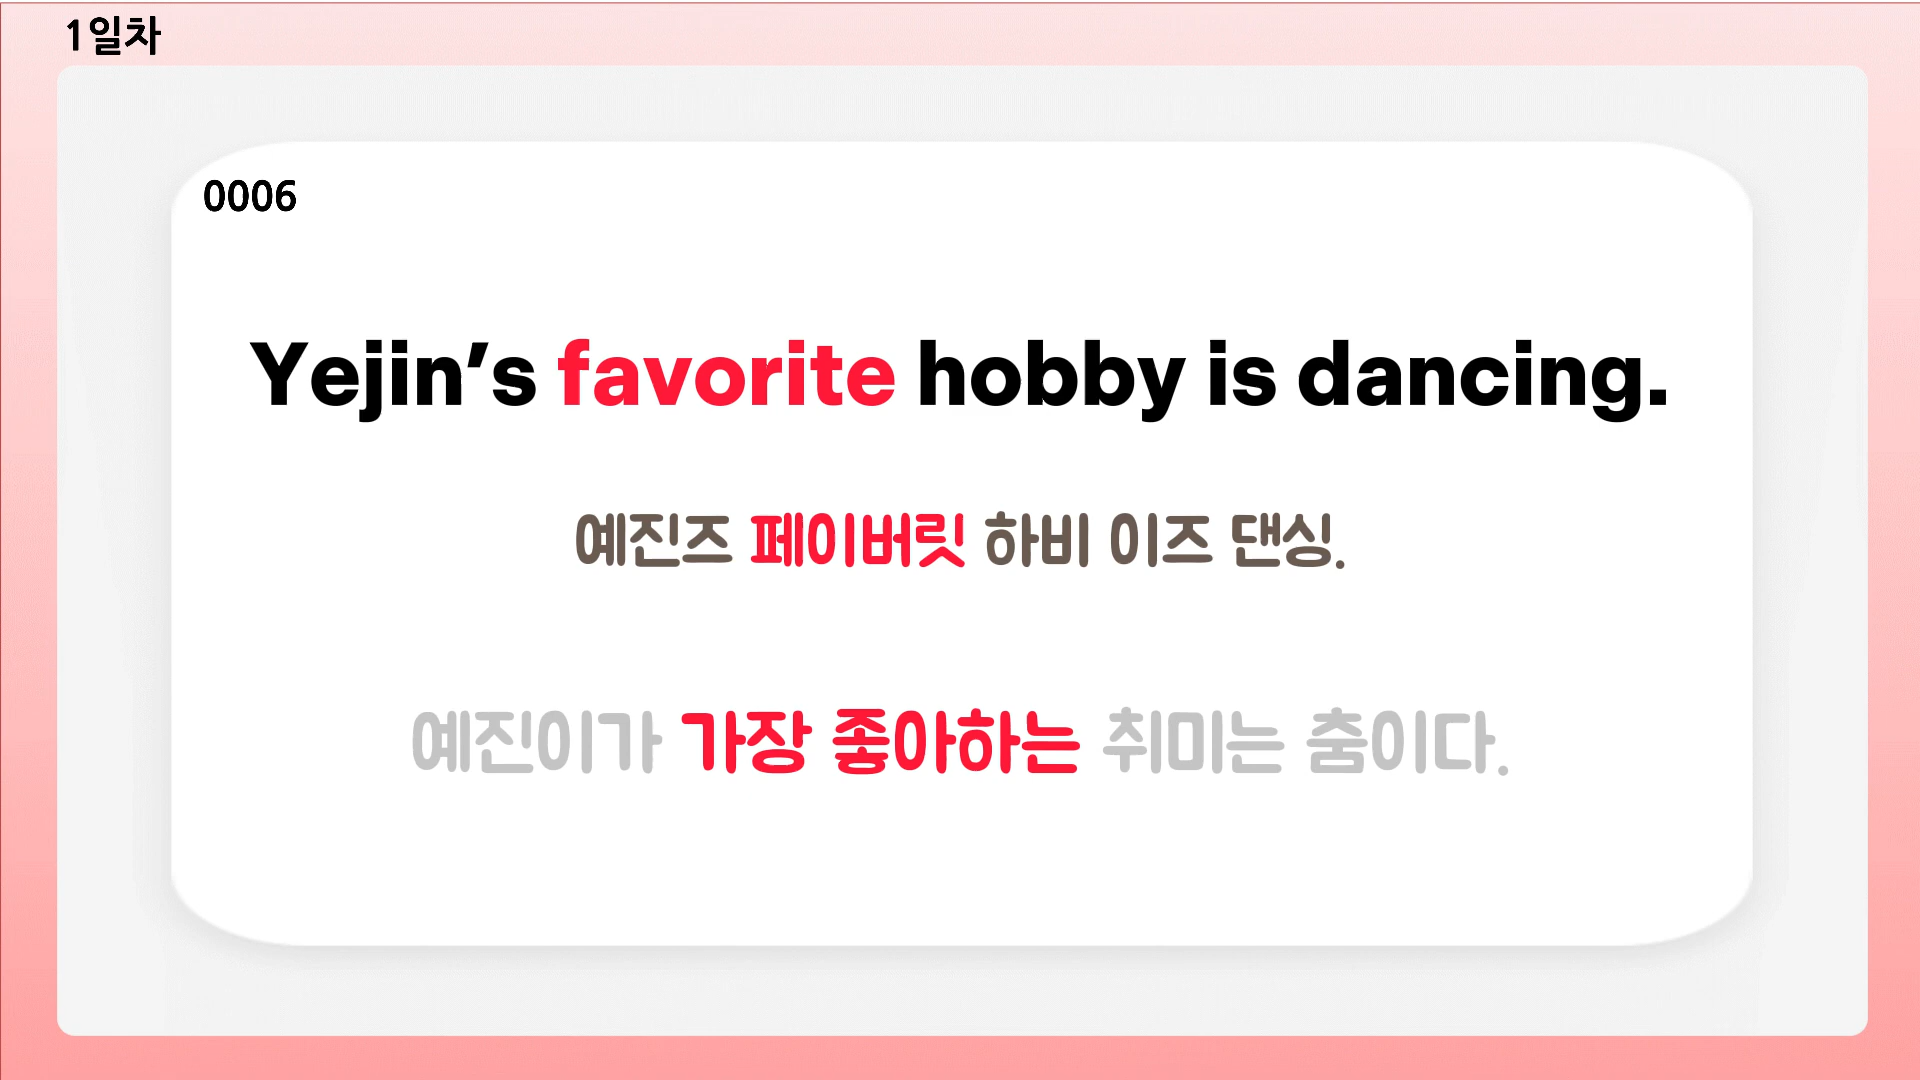 1일차
0006
Yejin’s favorite hobby is dancing.
예진즈 페이버릿 하비 이즈 댄싱.
예진이가 가장 좋아하는 취미는 춤이다.